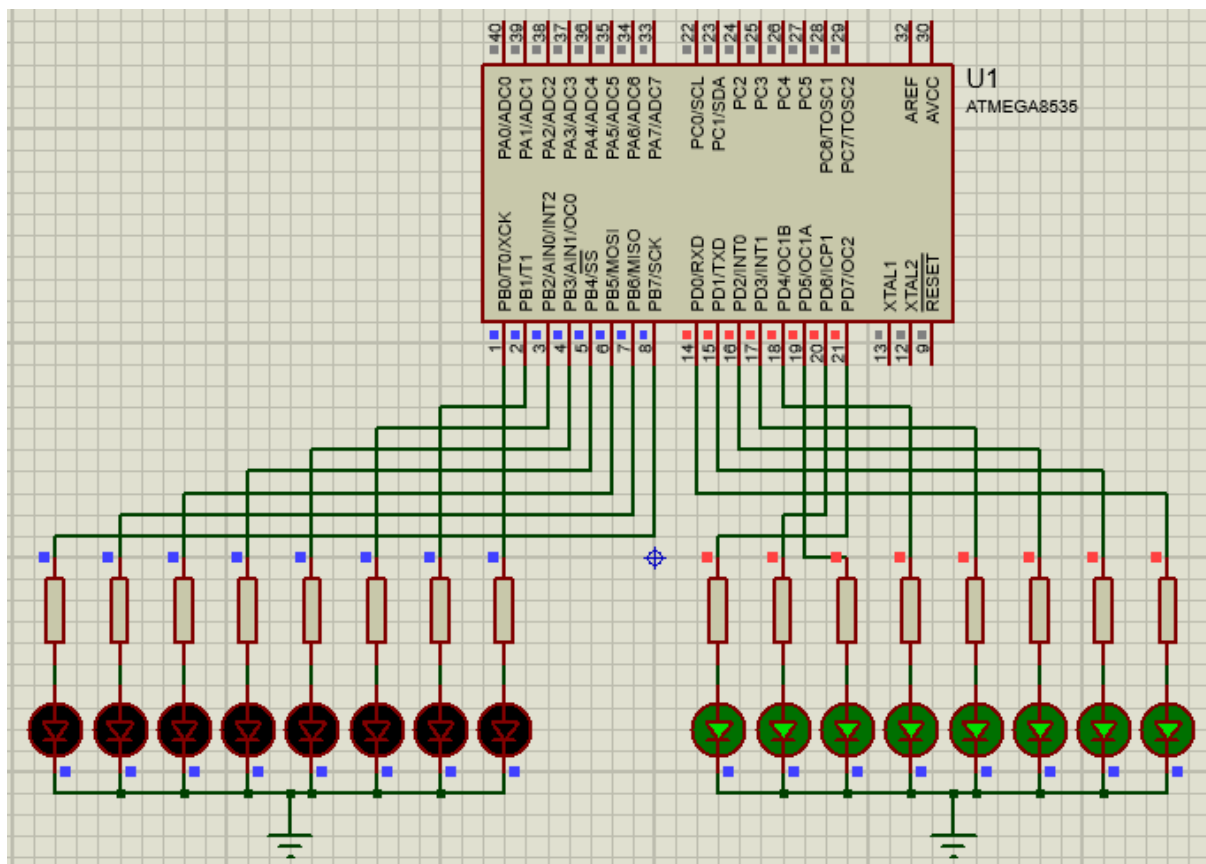 40 39 38 37 36 35 34 33 22 23 24 25 26 27 28 29 32 30
U1
ATMEGA8535
PA0/ADC0
PA1/ADC1
PA2/ADC2
PA3/ADC3
PA4/ADC4
PA5/ADC5
PA6/ADC6
PA7/ADC7
PC0/SCL
PC1/SDA
PC2
PC3
PC4
PC5
PC6/TOSC1
PC7/TOSC2
AREF
AVCC
PB0/T0/XCK
PB1/T1
PB2/AIN0/INT2
PB3/AIN1/OC0
PB4/SS
PB5/MOSI
PB6/MISO
PB7/SCK
PD0/RXD
PD1/TXD
PD2/INT0
PD3/INT1
PD4/OC1B
PD5/OC1A
PD6/ICP1
PD7/OC2
XTAL1
XTAL2
RESET
1 2 3 4 5 6 7 8 14 15 16 17 18 19 20 21 13 12 9